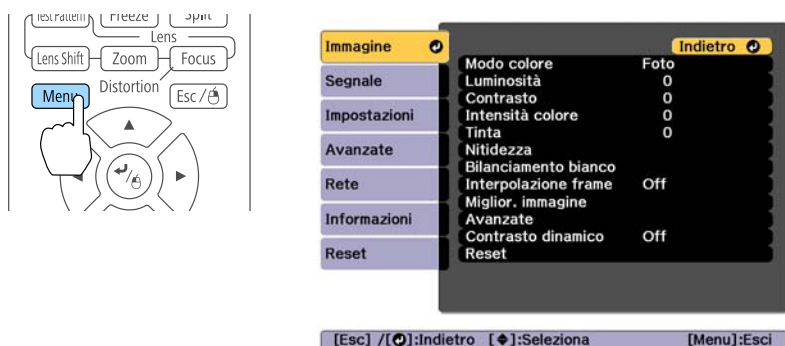 Test Pattern Freeze Split
Lens
Lens Shift Zoom Focus
Distortion
Menu Esc /
Immagine
Segnale
Impostazioni
Avanzate
Rete
Informazioni
Reset
Indietro
Modo colore Foto
Luminosità 0
Contrasto 0
Intensità colore 0
Tinta 0
Nitidezza
Bilanciamento bianco
Interpolazione frame Off
Miglior. immagine
Avanzate
Contrasto dinamico Off
Reset
[Esc] /[ ]:Indietro [ ]:Seleziona [Menu]:Esci